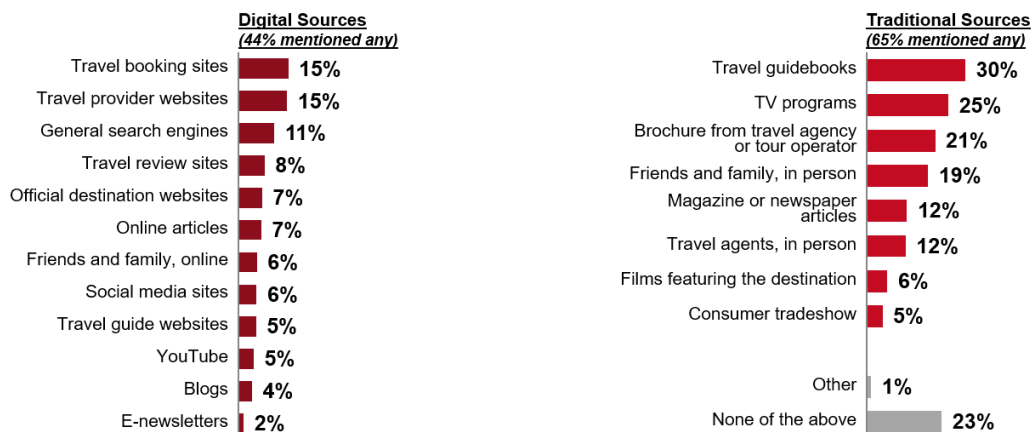 Digital Sources
(44% mentioned any)
Travel booking sites 15%
Travel provider websites 15%
General search engines 11%
Travel review sites 8%
Official destination websites 7%
Online articles 7%
Friends and family, online 6%
Social media sites 6%
Travel guide websites 5%
YouTube 5%
Blogs 4%
E-newsletters 2%
Traditional Sources
(65% mentioned any)
Travel guidebooks 30%
TV programs 25%
Brochure from travel agency
or tour operator 21%
Friends and family, in person 19%
Magazine or newspaper
articles 12%
Travel agents, in person 12%
Films featuring the destination 6%
Consumer tradeshow 5%
Other 1%
None of the above 23%